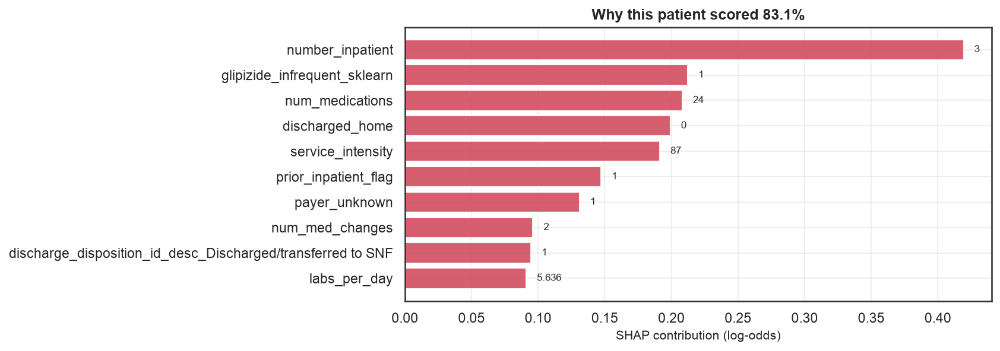 Why this patient scored 83.1%
number_inpatient 3
glipizide_infrequent_sklearn 1
num_medications 24
discharged_home 0
service_intensity 87
prior_inpatient_flag 1
payer_unknown 1
num_med_changes 2
discharge_disposition_id_desc_Discharged/transferred to SNF 1
labs_per_day 5.636
0.00 0.05 0.10 0.15 0.20 0.25 0.30 0.35 0.40
SHAP contribution (log-odds)